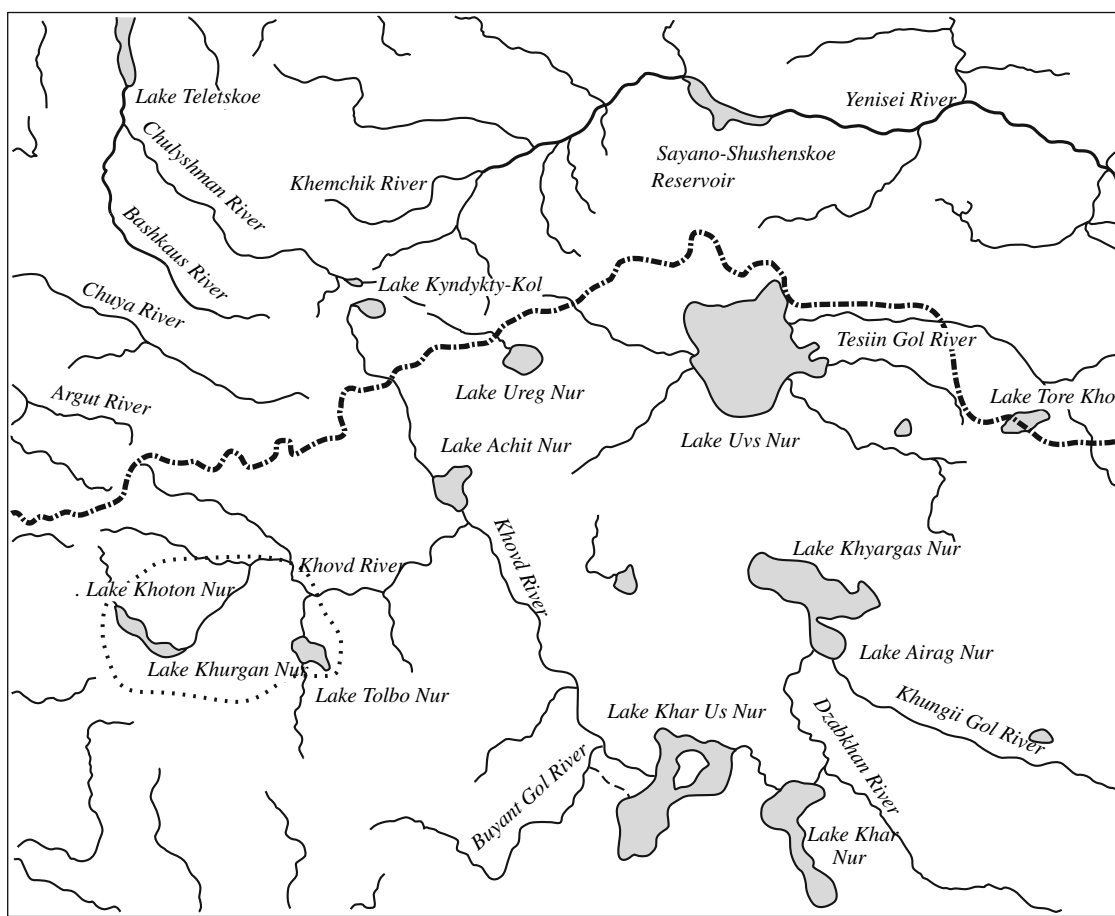 Lake Teletskoe
Yenisei River
Chulyshman River
Sayano-Shushenskoe
Reservoir
Khemchik River
Bashkaus River
Lake Kyndykty-Kol
Chuya River
Tesiin Gol River
Argut River
Lake Ureg Nur
Lake Tore Kho
Lake Achit Nur
Lake Uvs Nur
Khovd River
Lake Khyargas Nur
Khovd River
. Lake Khoton Nur
Lake Khurgan Nur
Lake Airag Nur
Lake Tolbo Nur
Khungii Gol River
Lake Khar Us Nur
Dzabkhan River
Buyant Gol River
Lake Khar
Nur